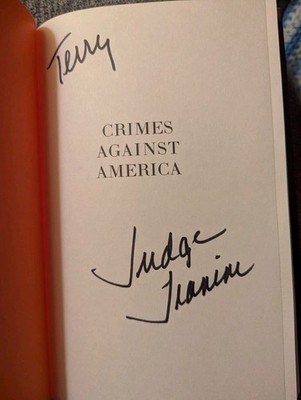 Terry
CRIMES
AGAINST
AMERICA
Judge
Jeanine